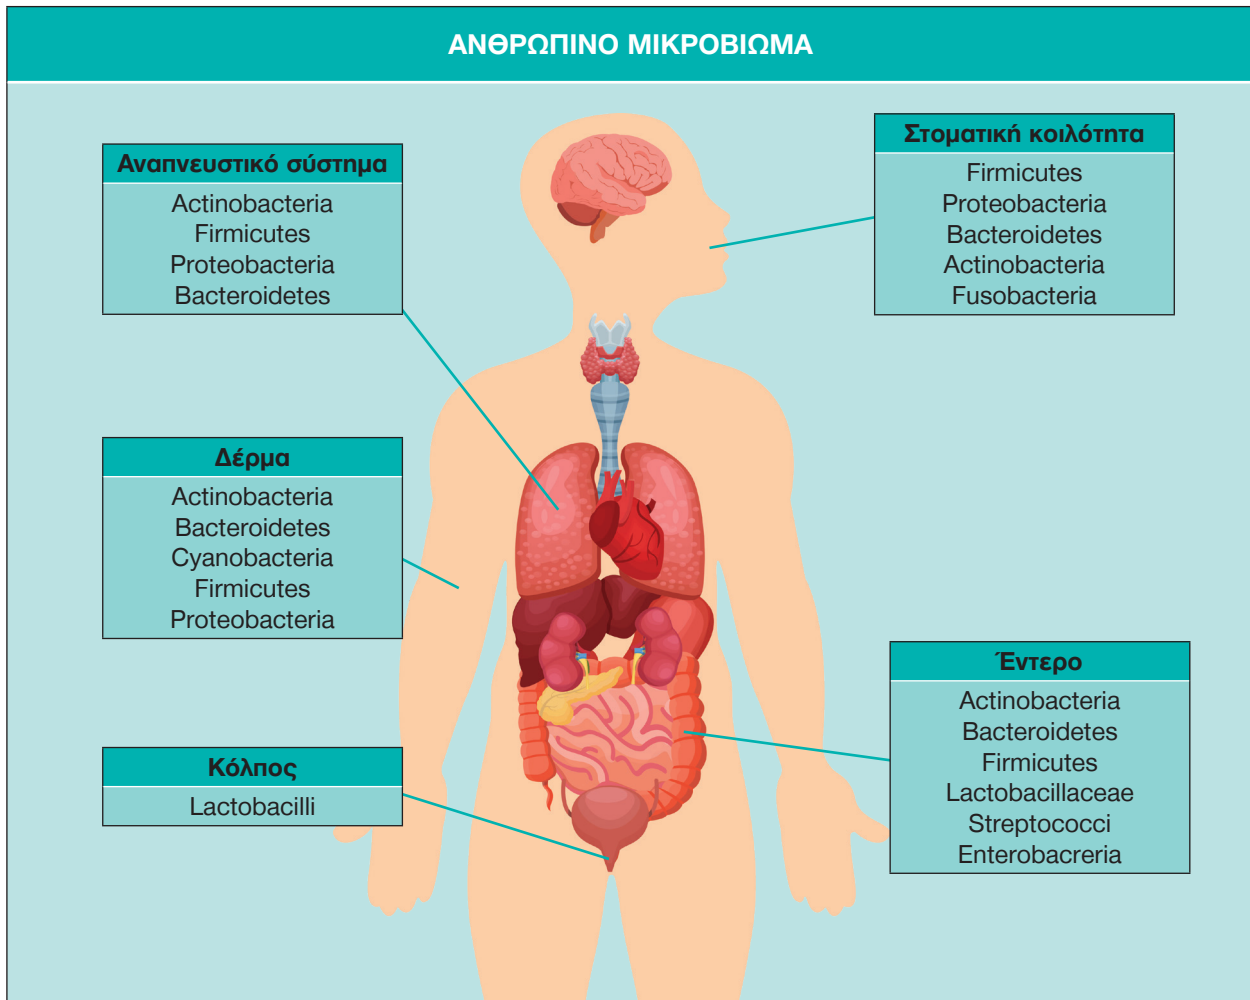 ΑΝΘΡΩΠΙΝΟ ΜΙΚΡΟΒΙΩΜΑ
Αναπνευστικό σύστημα
Actinobacteria
Firmicutes
Proteobacteria
Bacteroidetes
Στοματική κοιλότητα
Firmicutes
Proteobacteria
Bacteroidetes
Actinobacteria
Fusobacteria
Δέρμα
Actinobacteria
Bacteroidetes
Cyanobacteria
Firmicutes
Proteobacteria
Έντερο
Actinobacteria
Bacteroidetes
Firmicutes
Lactobacillaceae
Streptococci
Enterobacreria
Κόλπος
Lactobacilli